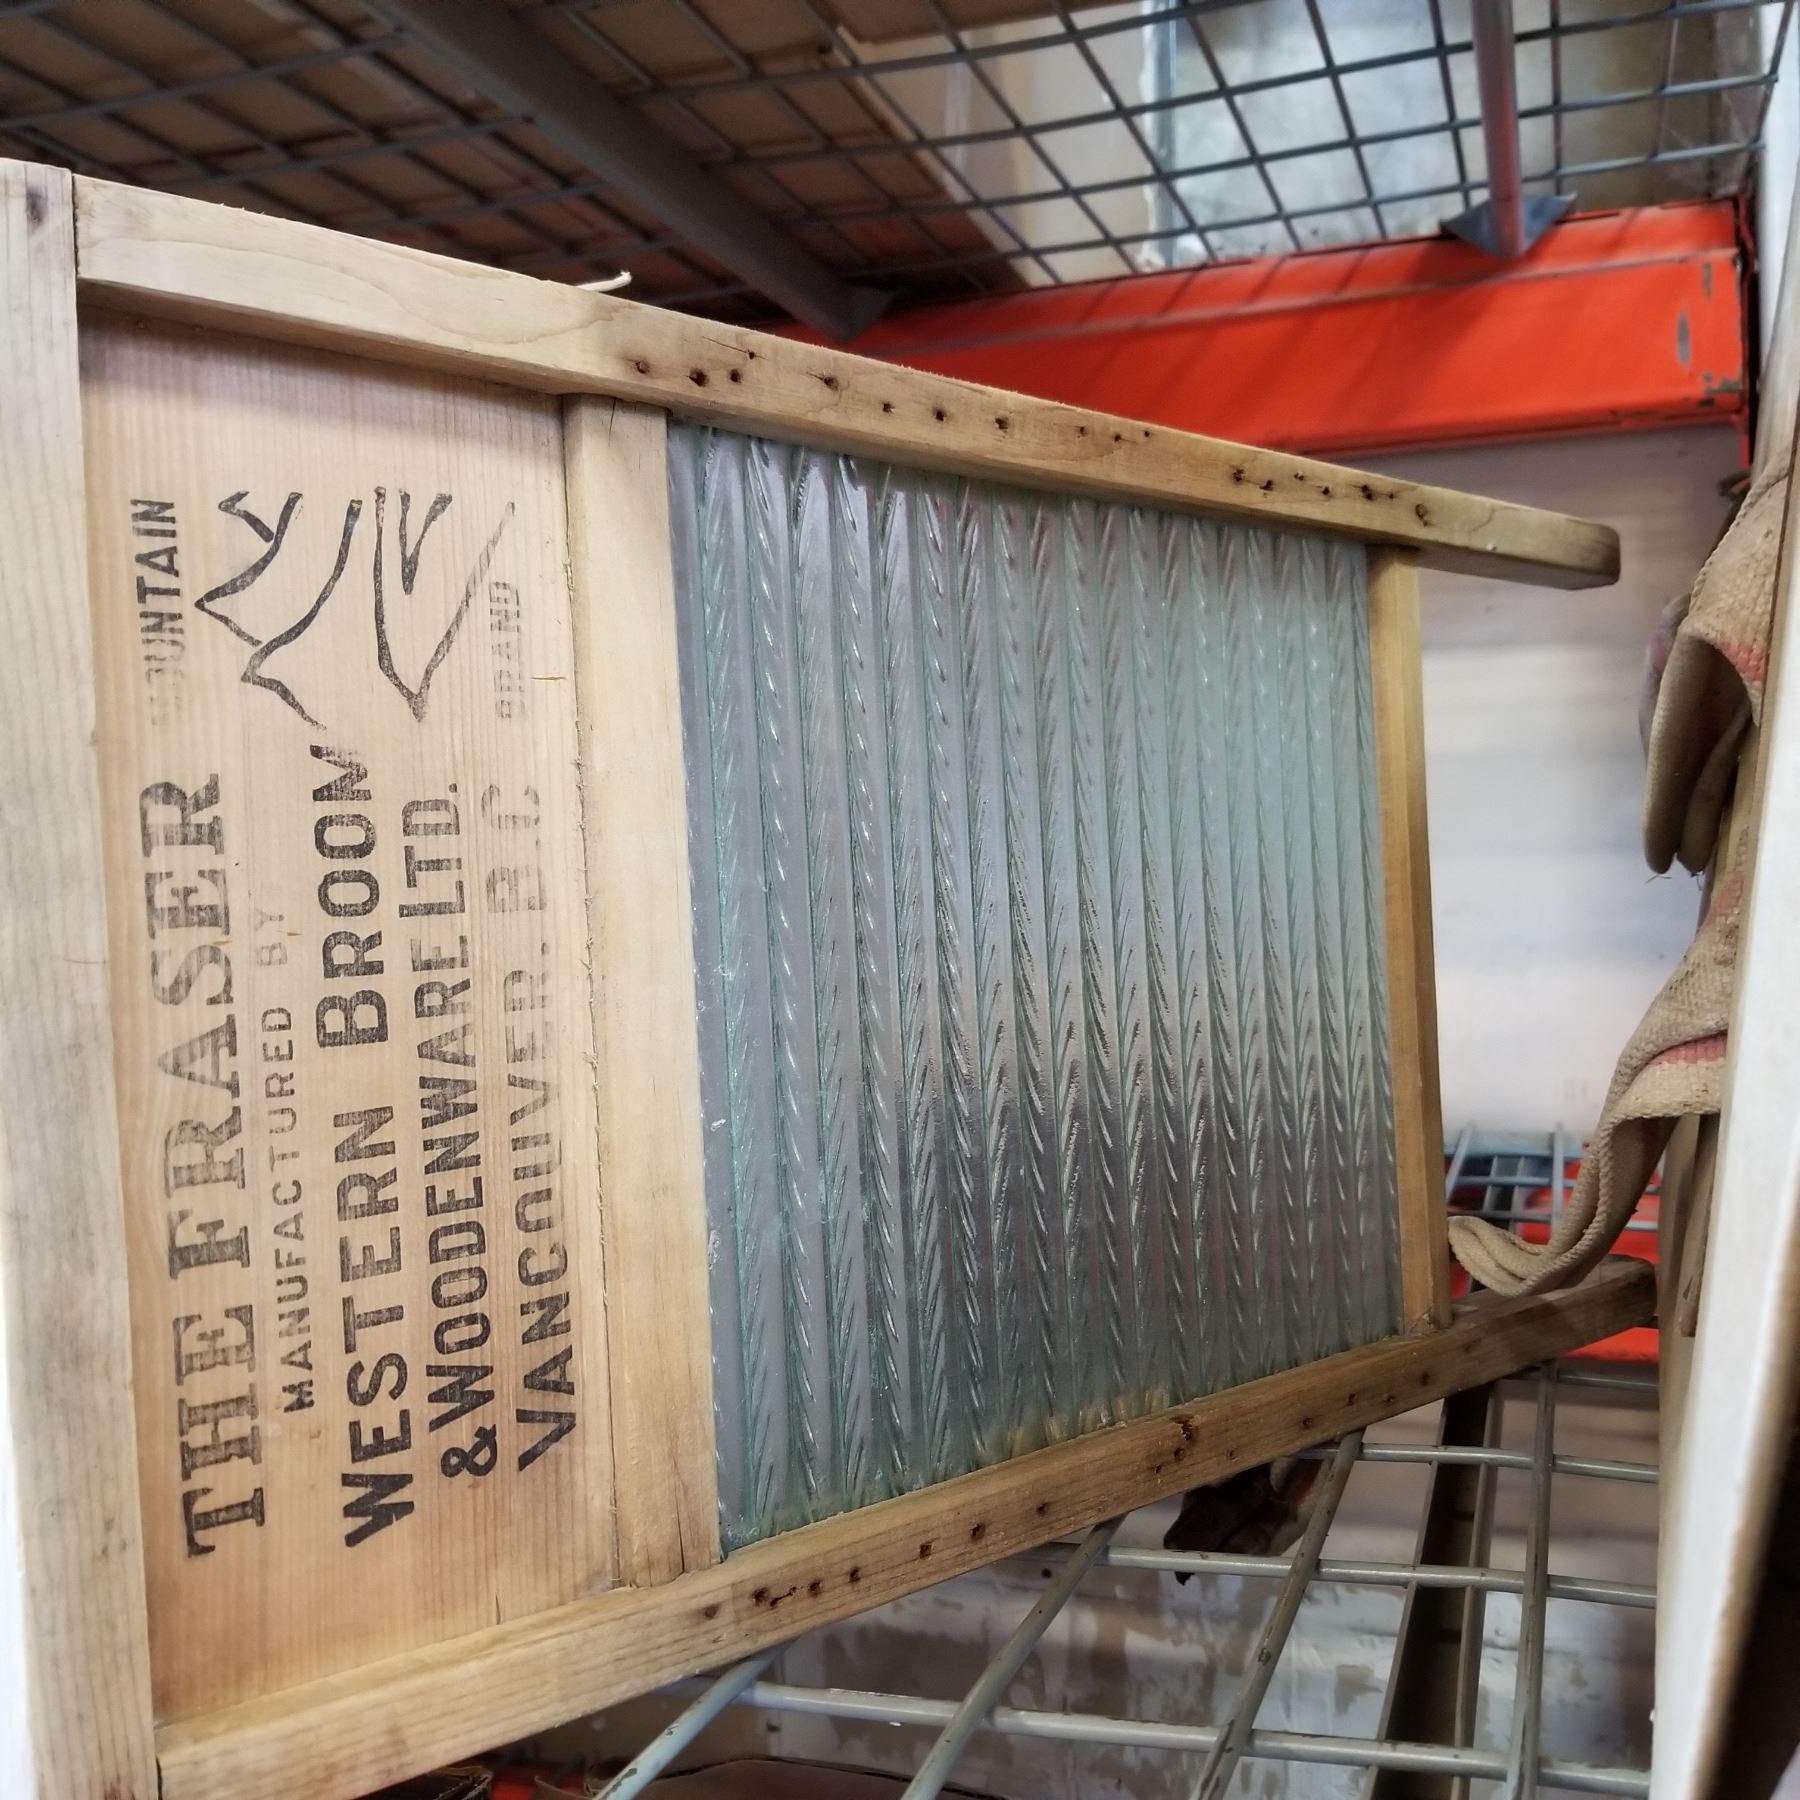 THE FRASER
MANUFACTURED BY
WESTERN BROOM
& WOODENWARE LTD.
VANCOUVER. B.C
MOUNTAIN
BRAND